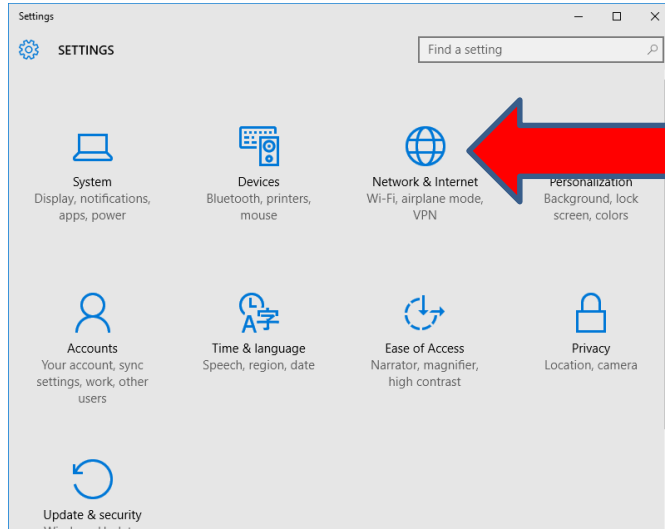 Settings
SETTINGS
Find a setting
System
Display, notifications,
apps, power
Devices
Bluetooth, printers,
mouse
Network & Internet
Wi-Fi, airplane mode,
VPN
Personalization
Background, lock
screen, colors
Accounts
Your account, sync
settings, work, other
users
Time & language
Speech, region, date
Ease of Access
Narrator, magnifier,
high contrast
Privacy
Location, camera
Update & security